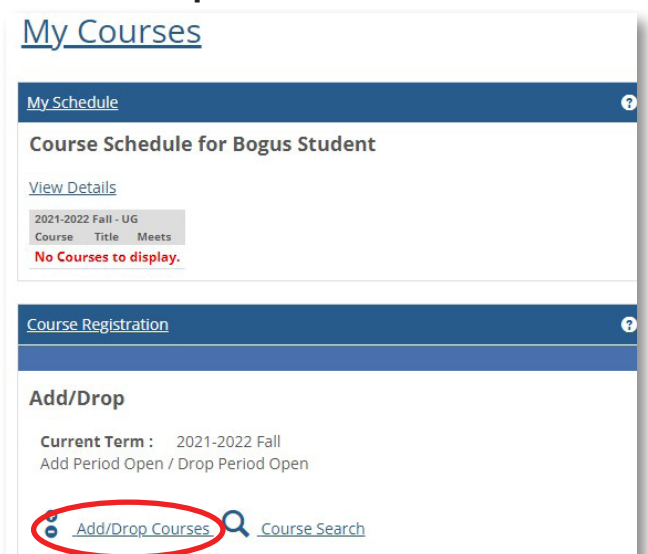 My Courses
My Schedule
Course Schedule for Bogus Student
View Details
2021-2022 Fall - UG
Course Title Meets
No Courses to display.
Course Registration
Add/Drop
Current Term : 2021-2022 Fall
Add Period Open / Drop Period Open
Add/Drop Courses Course Search